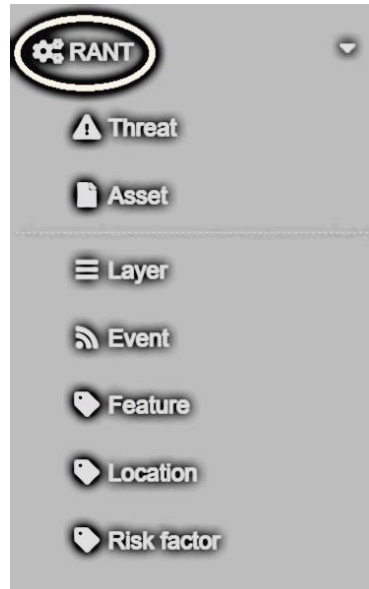 RANT
Threat
Asset
Layer
Event
Feature
Location
Risk factor